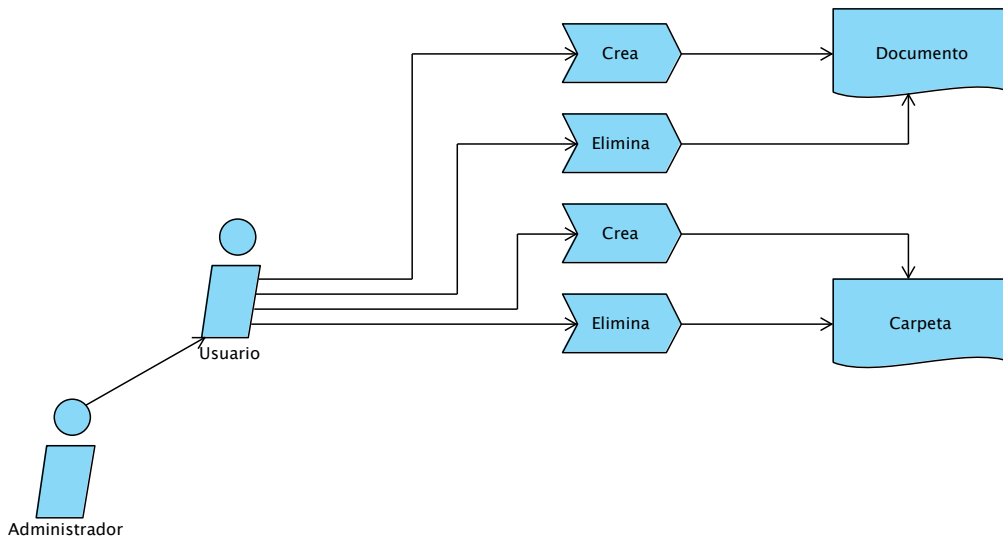 Crea
Documento
Elimina
Crea
Usuario
Elimina
Carpeta
Administrador